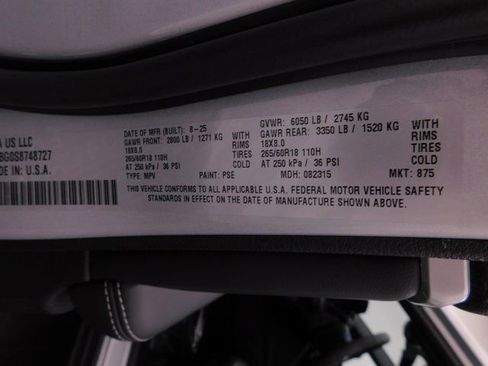 A US LLC
BG0S8748727
DE IN: U.S.A.
DATE OF MFR (BUILT): 8-25
GAWR FRONT: 2800 LB / 1271 KG WITH
18X8.0 RIMS
265/60R18 110H TIRES
AT 250 kPa / 36 PSI COLD
TYPE: MPV PAINT: PSE
GVWR: 6050 LB / 2745 KG
GAWR REAR: 3350 LB / 1520 KG WITH
18X8.0 RIMS
265/60R18 110H TIRES
AT 250 kPa / 36 PSI COLD
MDH: 082315 MKT: 875
THIS VEHICLE CONFORMS TO ALL APPLICABLE U.S.A. FEDERAL MOTOR VEHICLE SAFETY
STANDARDS IN EFFECT ON THE DATE OF MANUFACTURE SHOWN ABOVE.